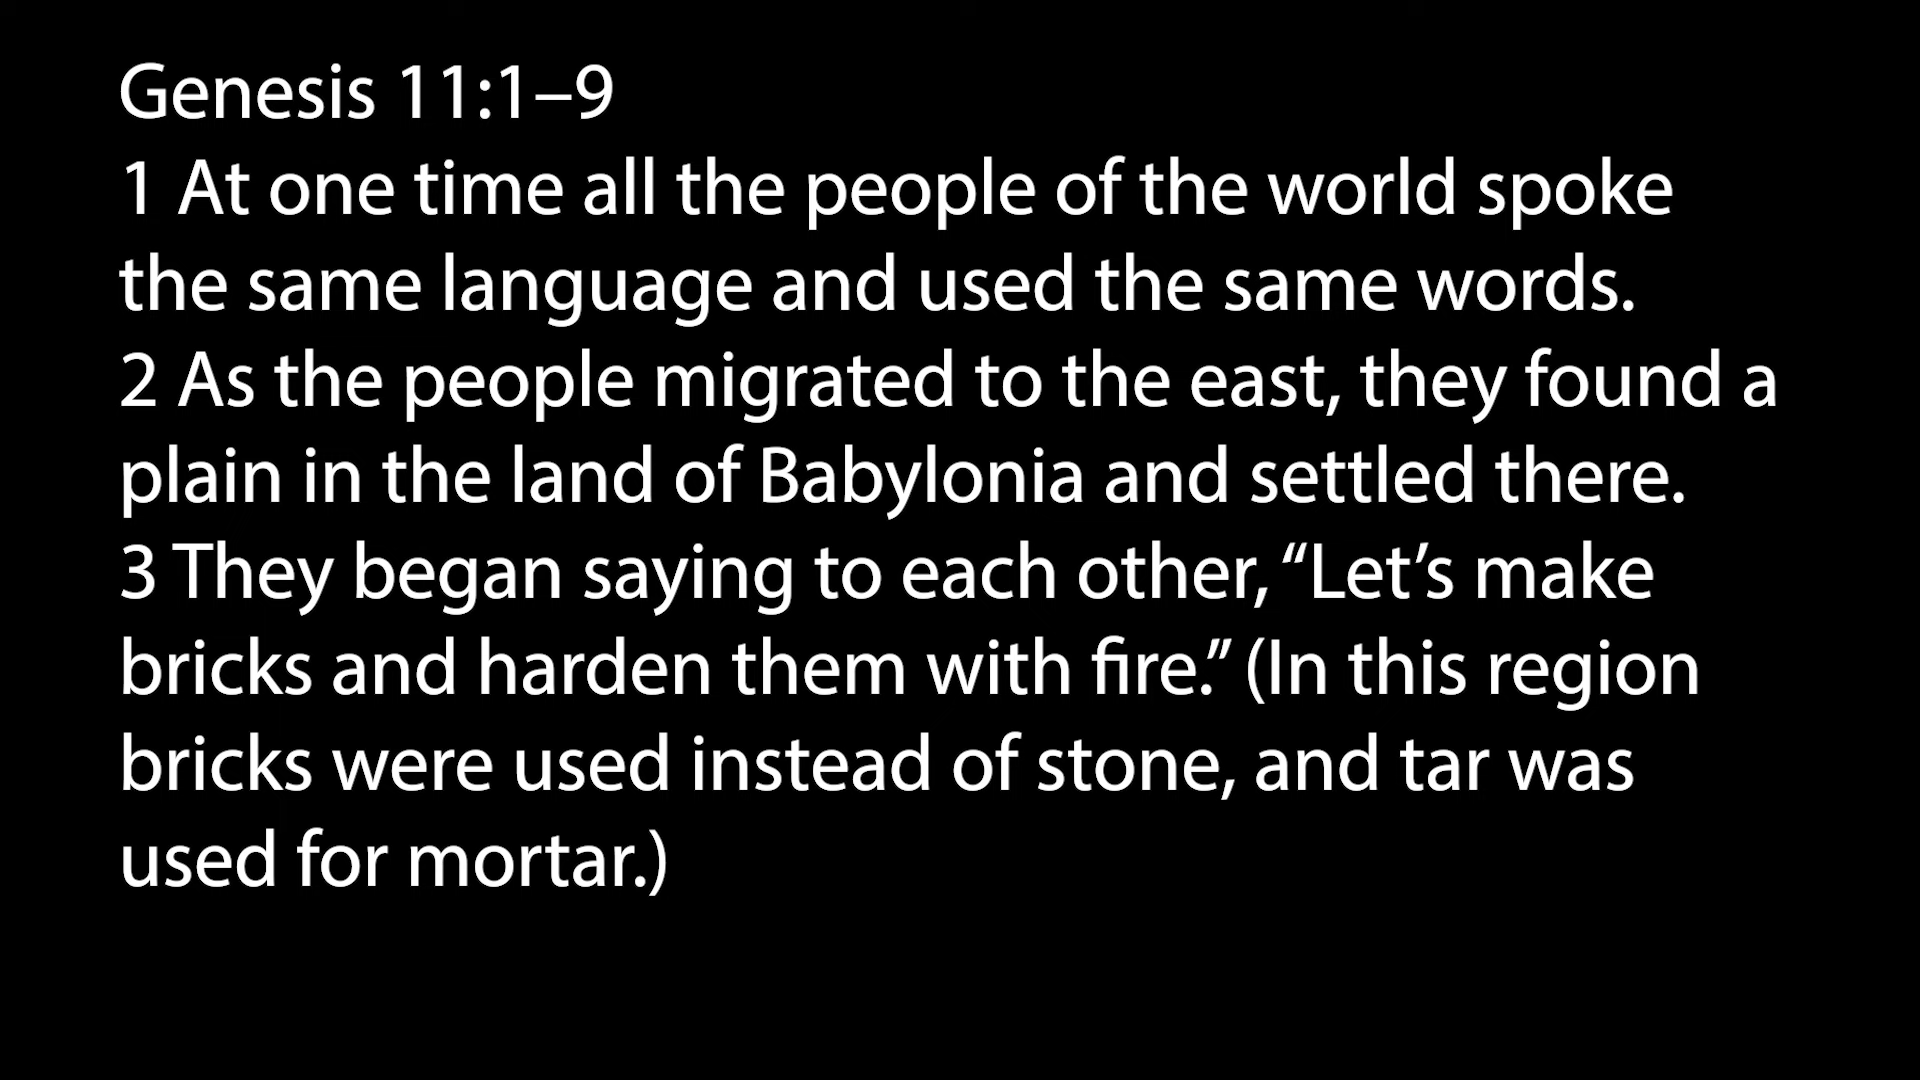 Genesis 11:1–9
1 At one time all the people of the world spoke
the same language and used the same words.
2 As the people migrated to the east, they found a
plain in the land of Babylonia and settled there.
3 They began saying to each other, “Let’s make
bricks and harden them with fire.” (In this region
bricks were used instead of stone, and tar was
used for mortar.)